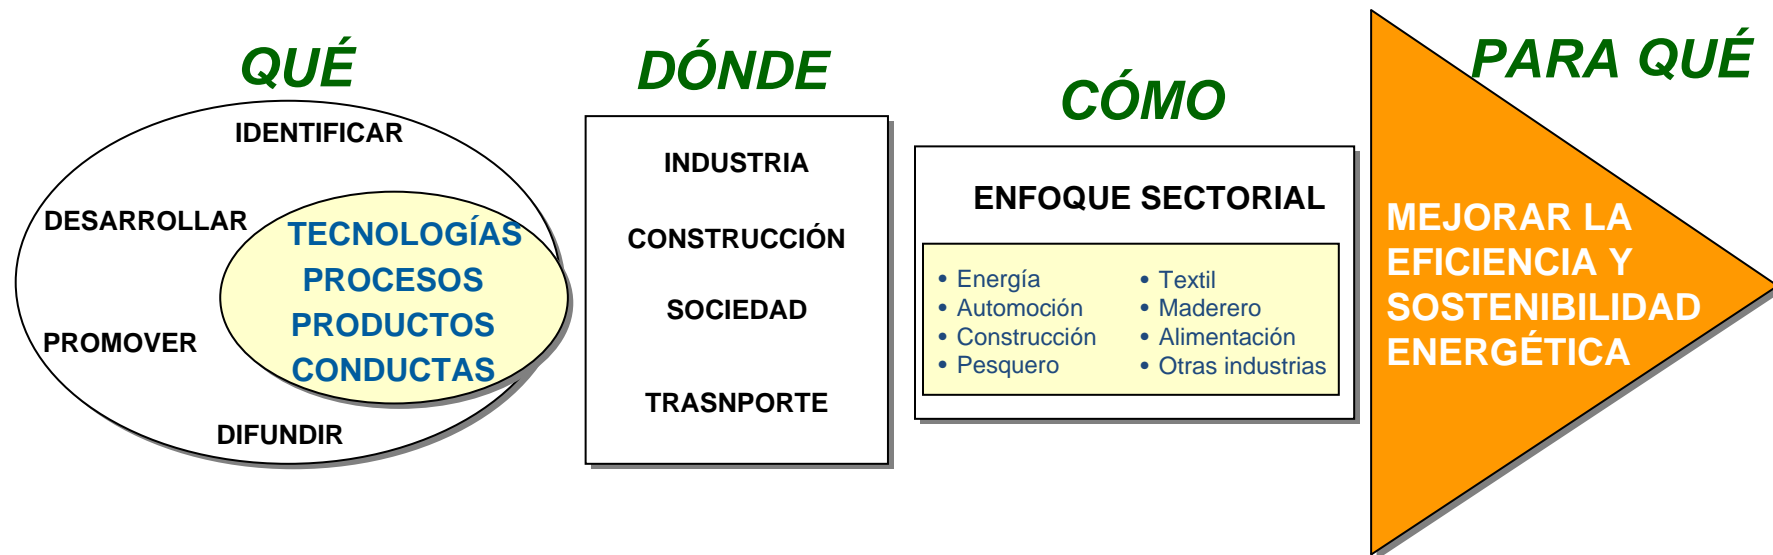 QUÉ
IDENTIFICAR
DESARROLLAR
PROMOVER
DIFUNDIR
TECNOLOGÍAS
PROCESOS
PRODUCTOS
CONDUCTAS
DÓNDE
INDUSTRIA
CONSTRUCCIÓN
SOCIEDAD
TRASNPORTE
CÓMO
ENFOQUE SECTORIAL
• Energía
• Automoción
• Construcción
• Pesquero
• Textil
• Maderero
• Alimentación
• Otras industrias
PARA QUÉ
MEJORAR LA
EFICIENCIA Y
SOSTENIBILIDAD
ENERGÉTICA